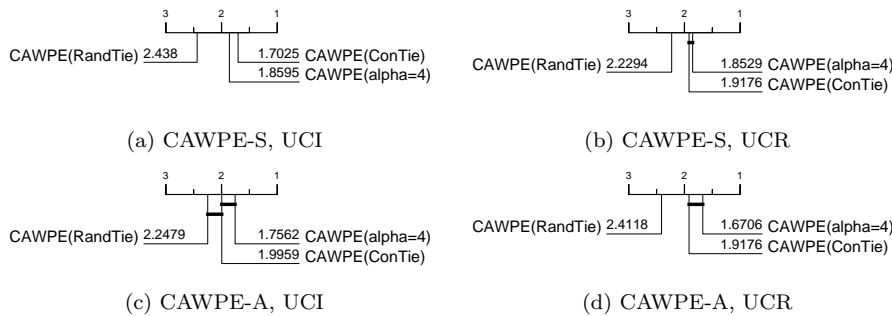 3 2 1
CAWPE(RandTie) 2.438 1.7025 CAWPE(ConTie)
1.8595 CAWPE(alpha=4)
(a) CAWPE-S, UCI
3 2 1
CAWPE(RandTie) 2.2294 1.8529 CAWPE(alpha=4)
1.9176 CAWPE(ConTie)
(b) CAWPE-S, UCR
3 2 1
CAWPE(RandTie) 2.2479 1.7562 CAWPE(alpha=4)
1.9959 CAWPE(ConTie)
(c) CAWPE-A, UCI
3 2 1
CAWPE(RandTie) 2.4118 1.6706 CAWPE(alpha=4)
1.9176 CAWPE(ConTie)
(d) CAWPE-A, UCR